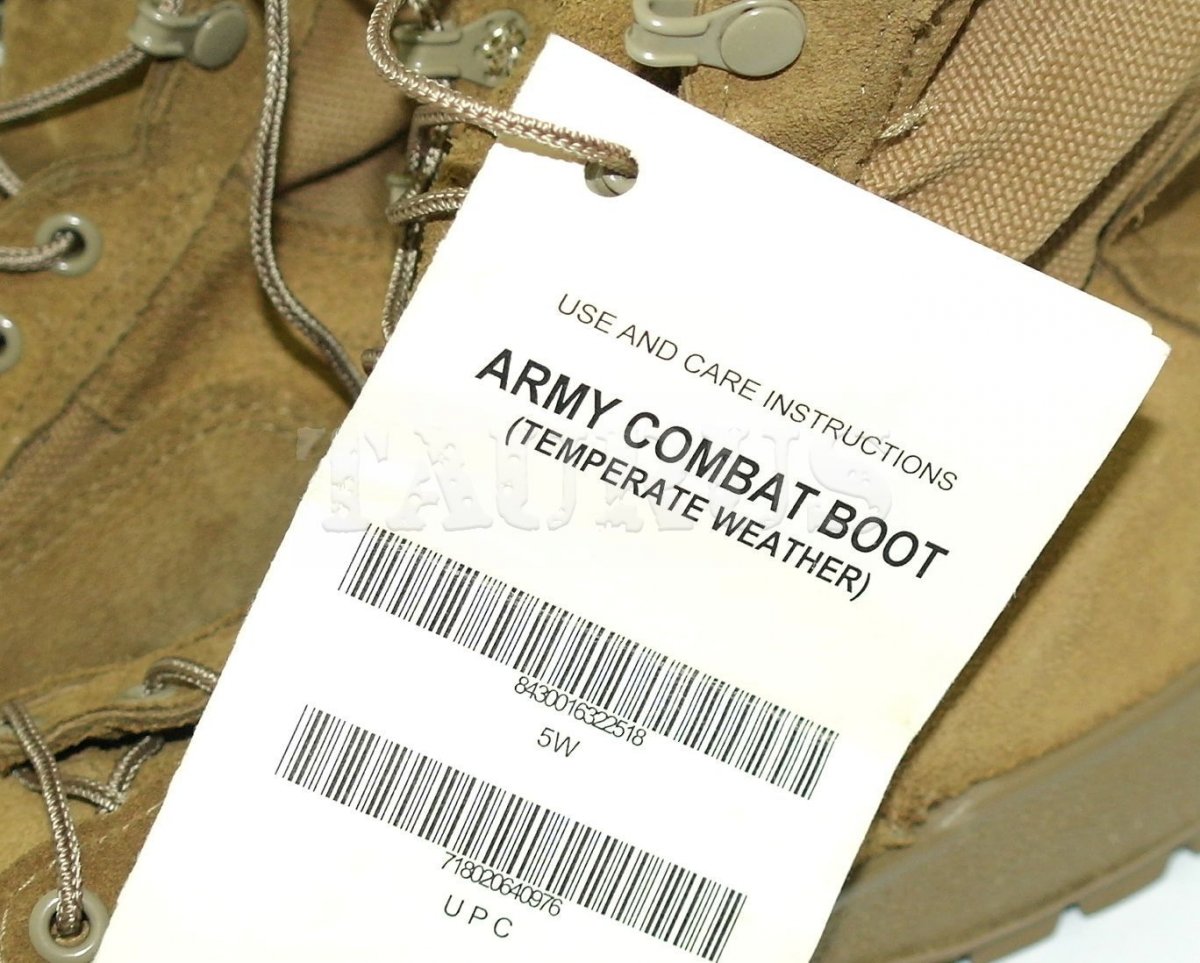 USE AND CARE INSTRUCTIONS
ARMY COMBAT BOOT
(TEMPERATE WEATHER)
TAURUS
8430016322518
5W
718020640976
UPC